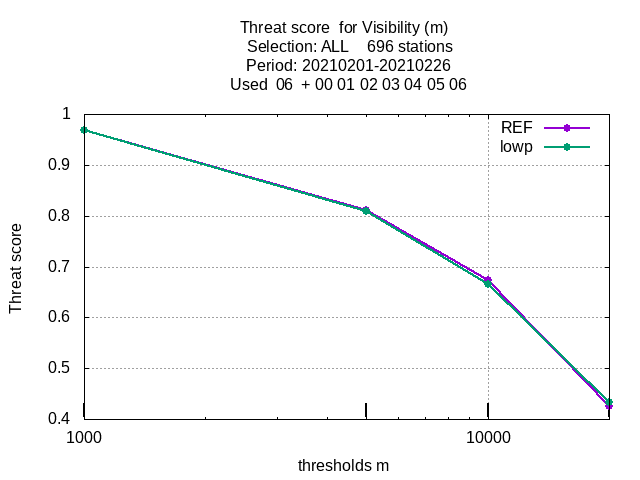 Threat score  for Visibility (m)
Selection: ALL    696 stations
Period: 20210201-20210226
Used  06  + 00 01 02 03 04 05 06
REF
lowp
1
0.9
0.8
0.7
0.6
0.5
0.4
Threat score
1000
10000
thresholds m